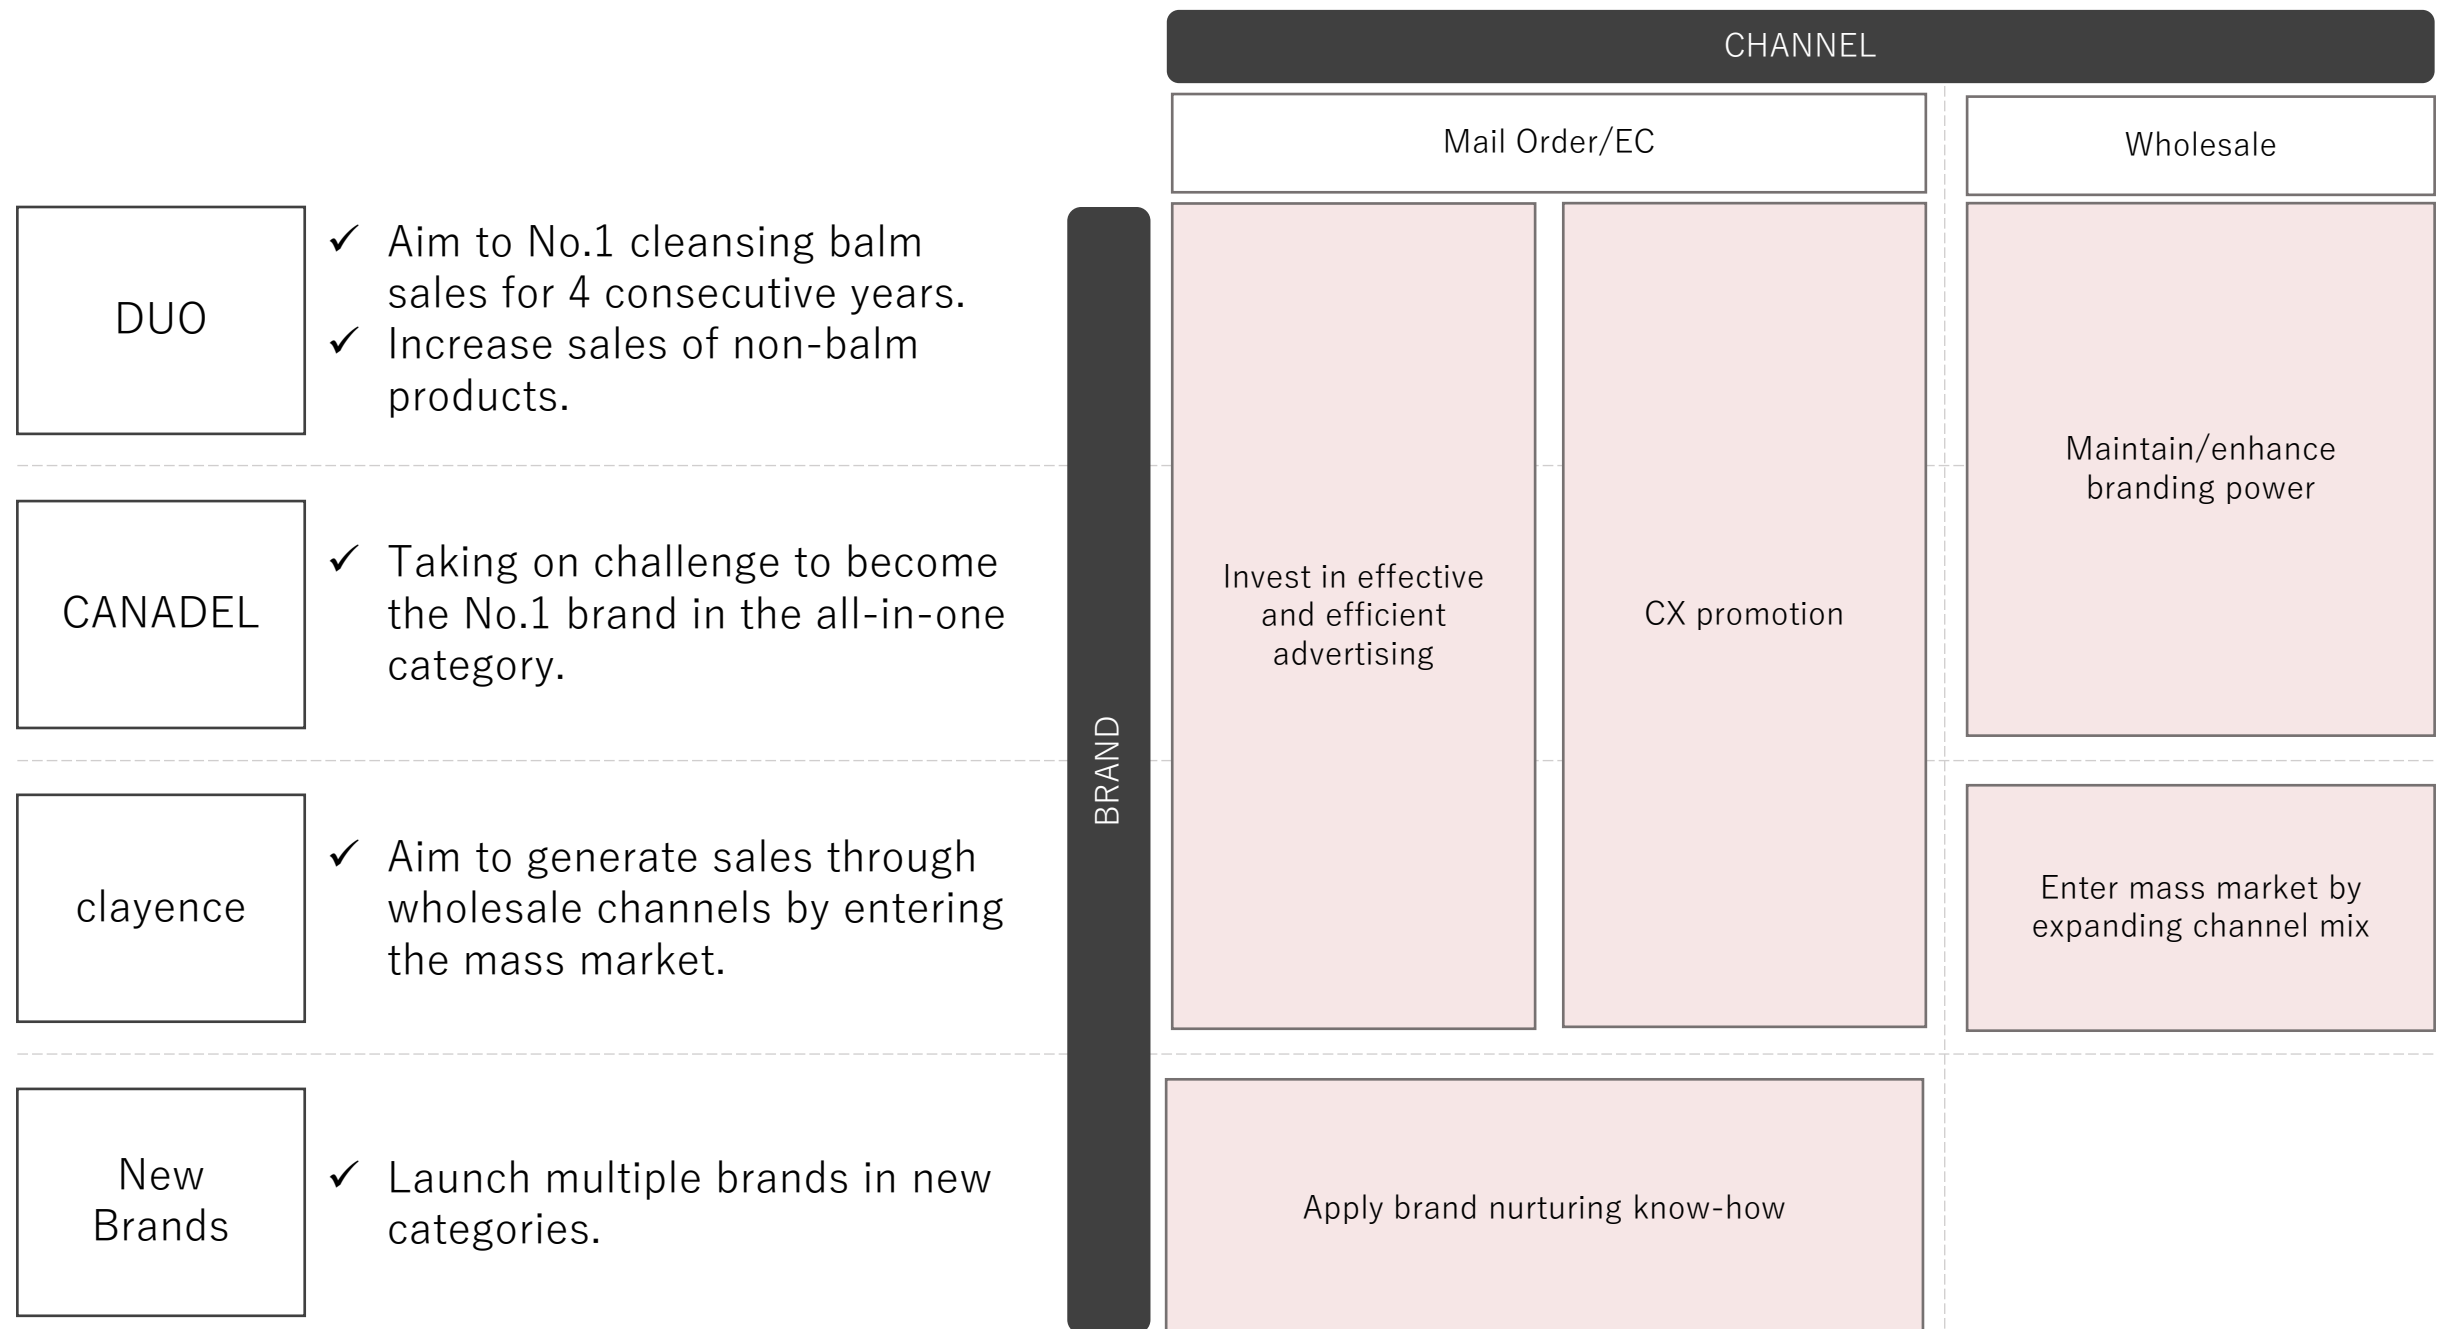 CHANNEL
Mail Order/EC
Wholesale
DUO
✓ Aim to No.1 cleansing balm
sales for 4 consecutive years.
✓ Increase sales of non-balm
products.
CANADEL
✓ Taking on challenge to become
the No.1 brand in the all-in-one
category.
clayence
✓ Aim to generate sales through
wholesale channels by entering
the mass market.
New
Brands
✓ Launch multiple brands in new
categories.
BRAND
Invest in effective
and efficient
advertising
CX promotion
Maintain/enhance
branding power
Enter mass market by
expanding channel mix
Apply brand nurturing know-how